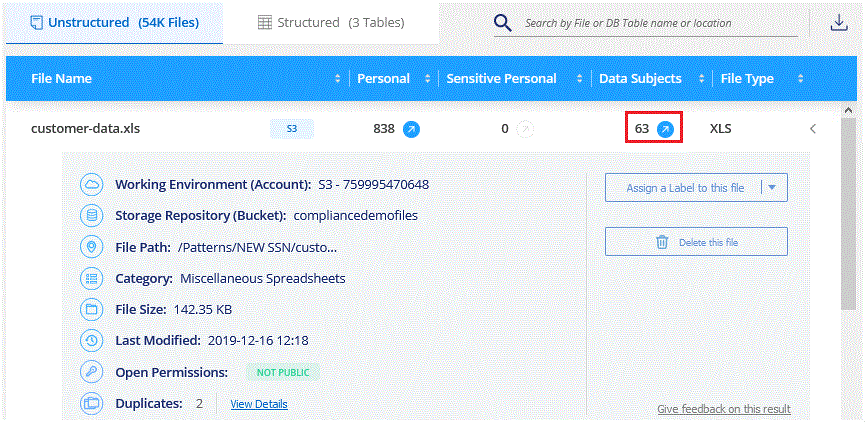 Unstructured (54K Files) Structured (3 Tables) Search by File or DB Table name or location
File Name Personal Sensitive Personal Data Subjects File Type
customer-data.xls S3 838 0 63 XLS
Working Environment (Account): S3 - 759995470648 Assign a Label to this file
Storage Repository (Bucket): compliancedemofiles
File Path: /Patterns/NEW SSN/custo... Delete this file
Category: Miscellaneous Spreadsheets
File Size: 142.35 KB
Last Modified: 2019-12-16 12:18
Open Permissions: NOT PUBLIC
Duplicates: 2 View Details Give feedback on this result